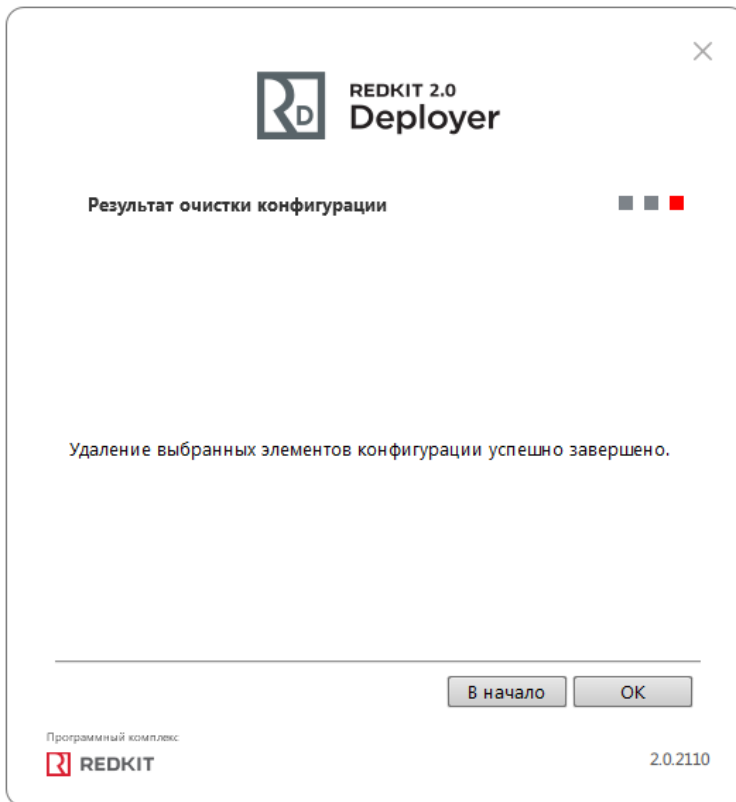 RD
REDKIT 2.0
Deployer
Результат очистки конфигурации
Удаление выбранных элементов конфигурации успешно завершено.
В начало
OK
Программный комплекс
REDKIT
2.0.2110